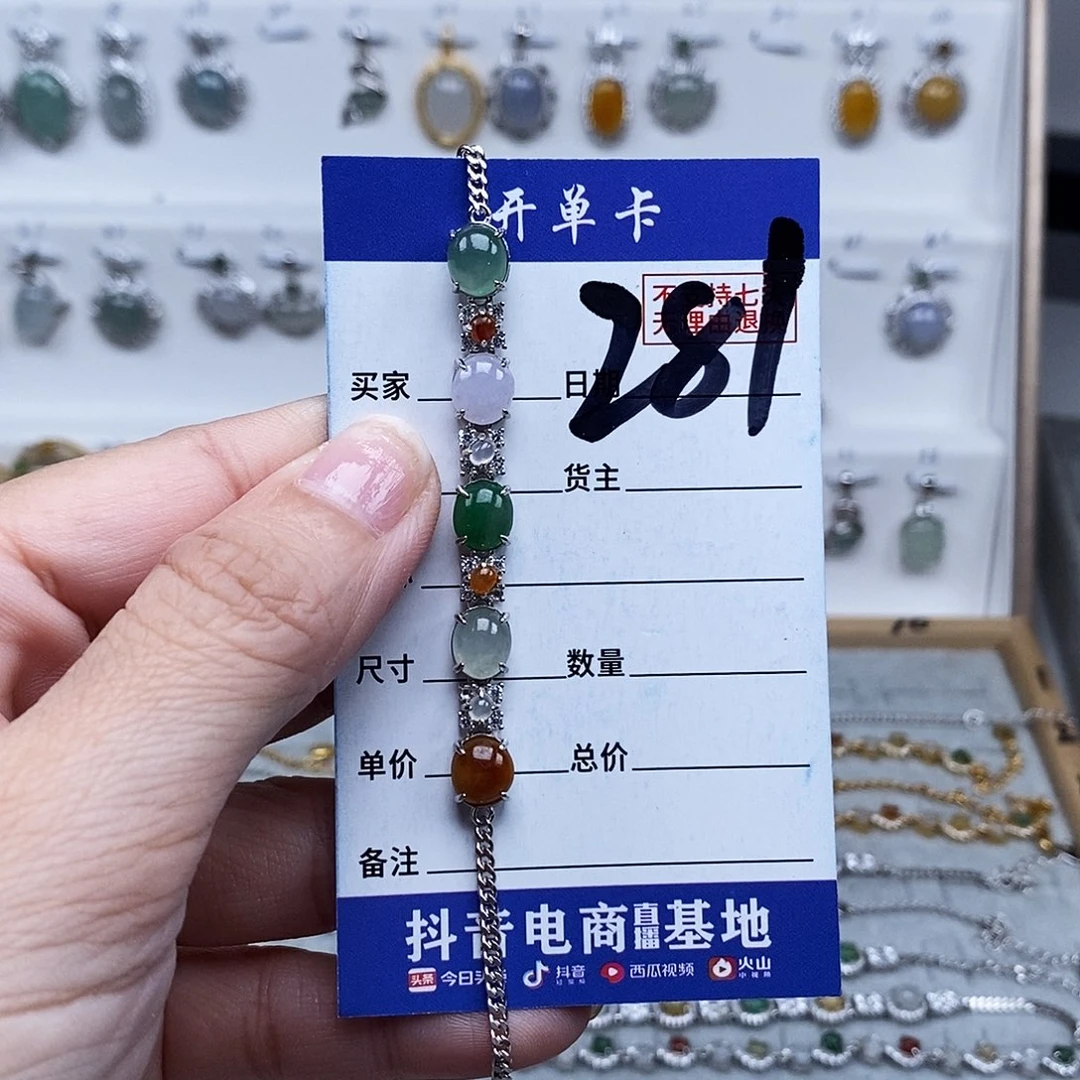 开单卡
281
买家 日期
货主
尺寸 数量
单价 总价
备注
抖音电商直播基地
头条 今日头 抖音 西瓜视频 火山